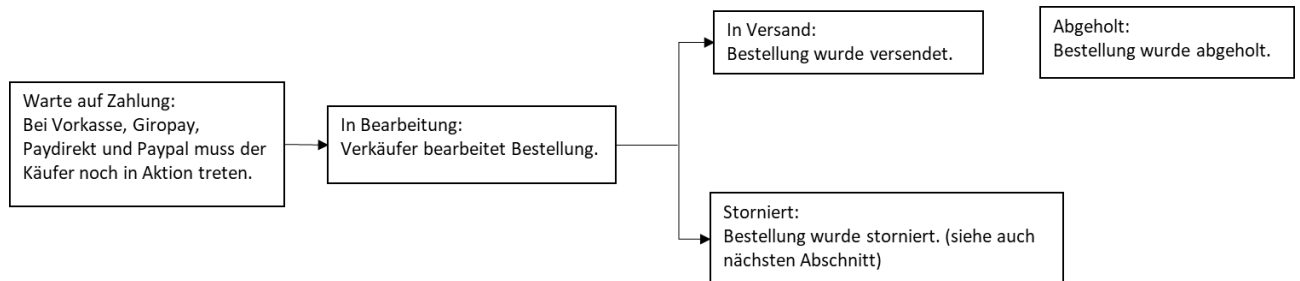 Warte auf Zahlung:
Bei Vorkasse, Giropay,
Paydirekt und Paypal muss der
Käufer noch in Aktion treten.
In Bearbeitung:
Verkäufer bearbeitet Bestellung.
In Versand:
Bestellung wurde versendet.
Abgeholt:
Bestellung wurde abgeholt.
Storniert:
Bestellung wurde storniert. (siehe auch
nächsten Abschnitt)